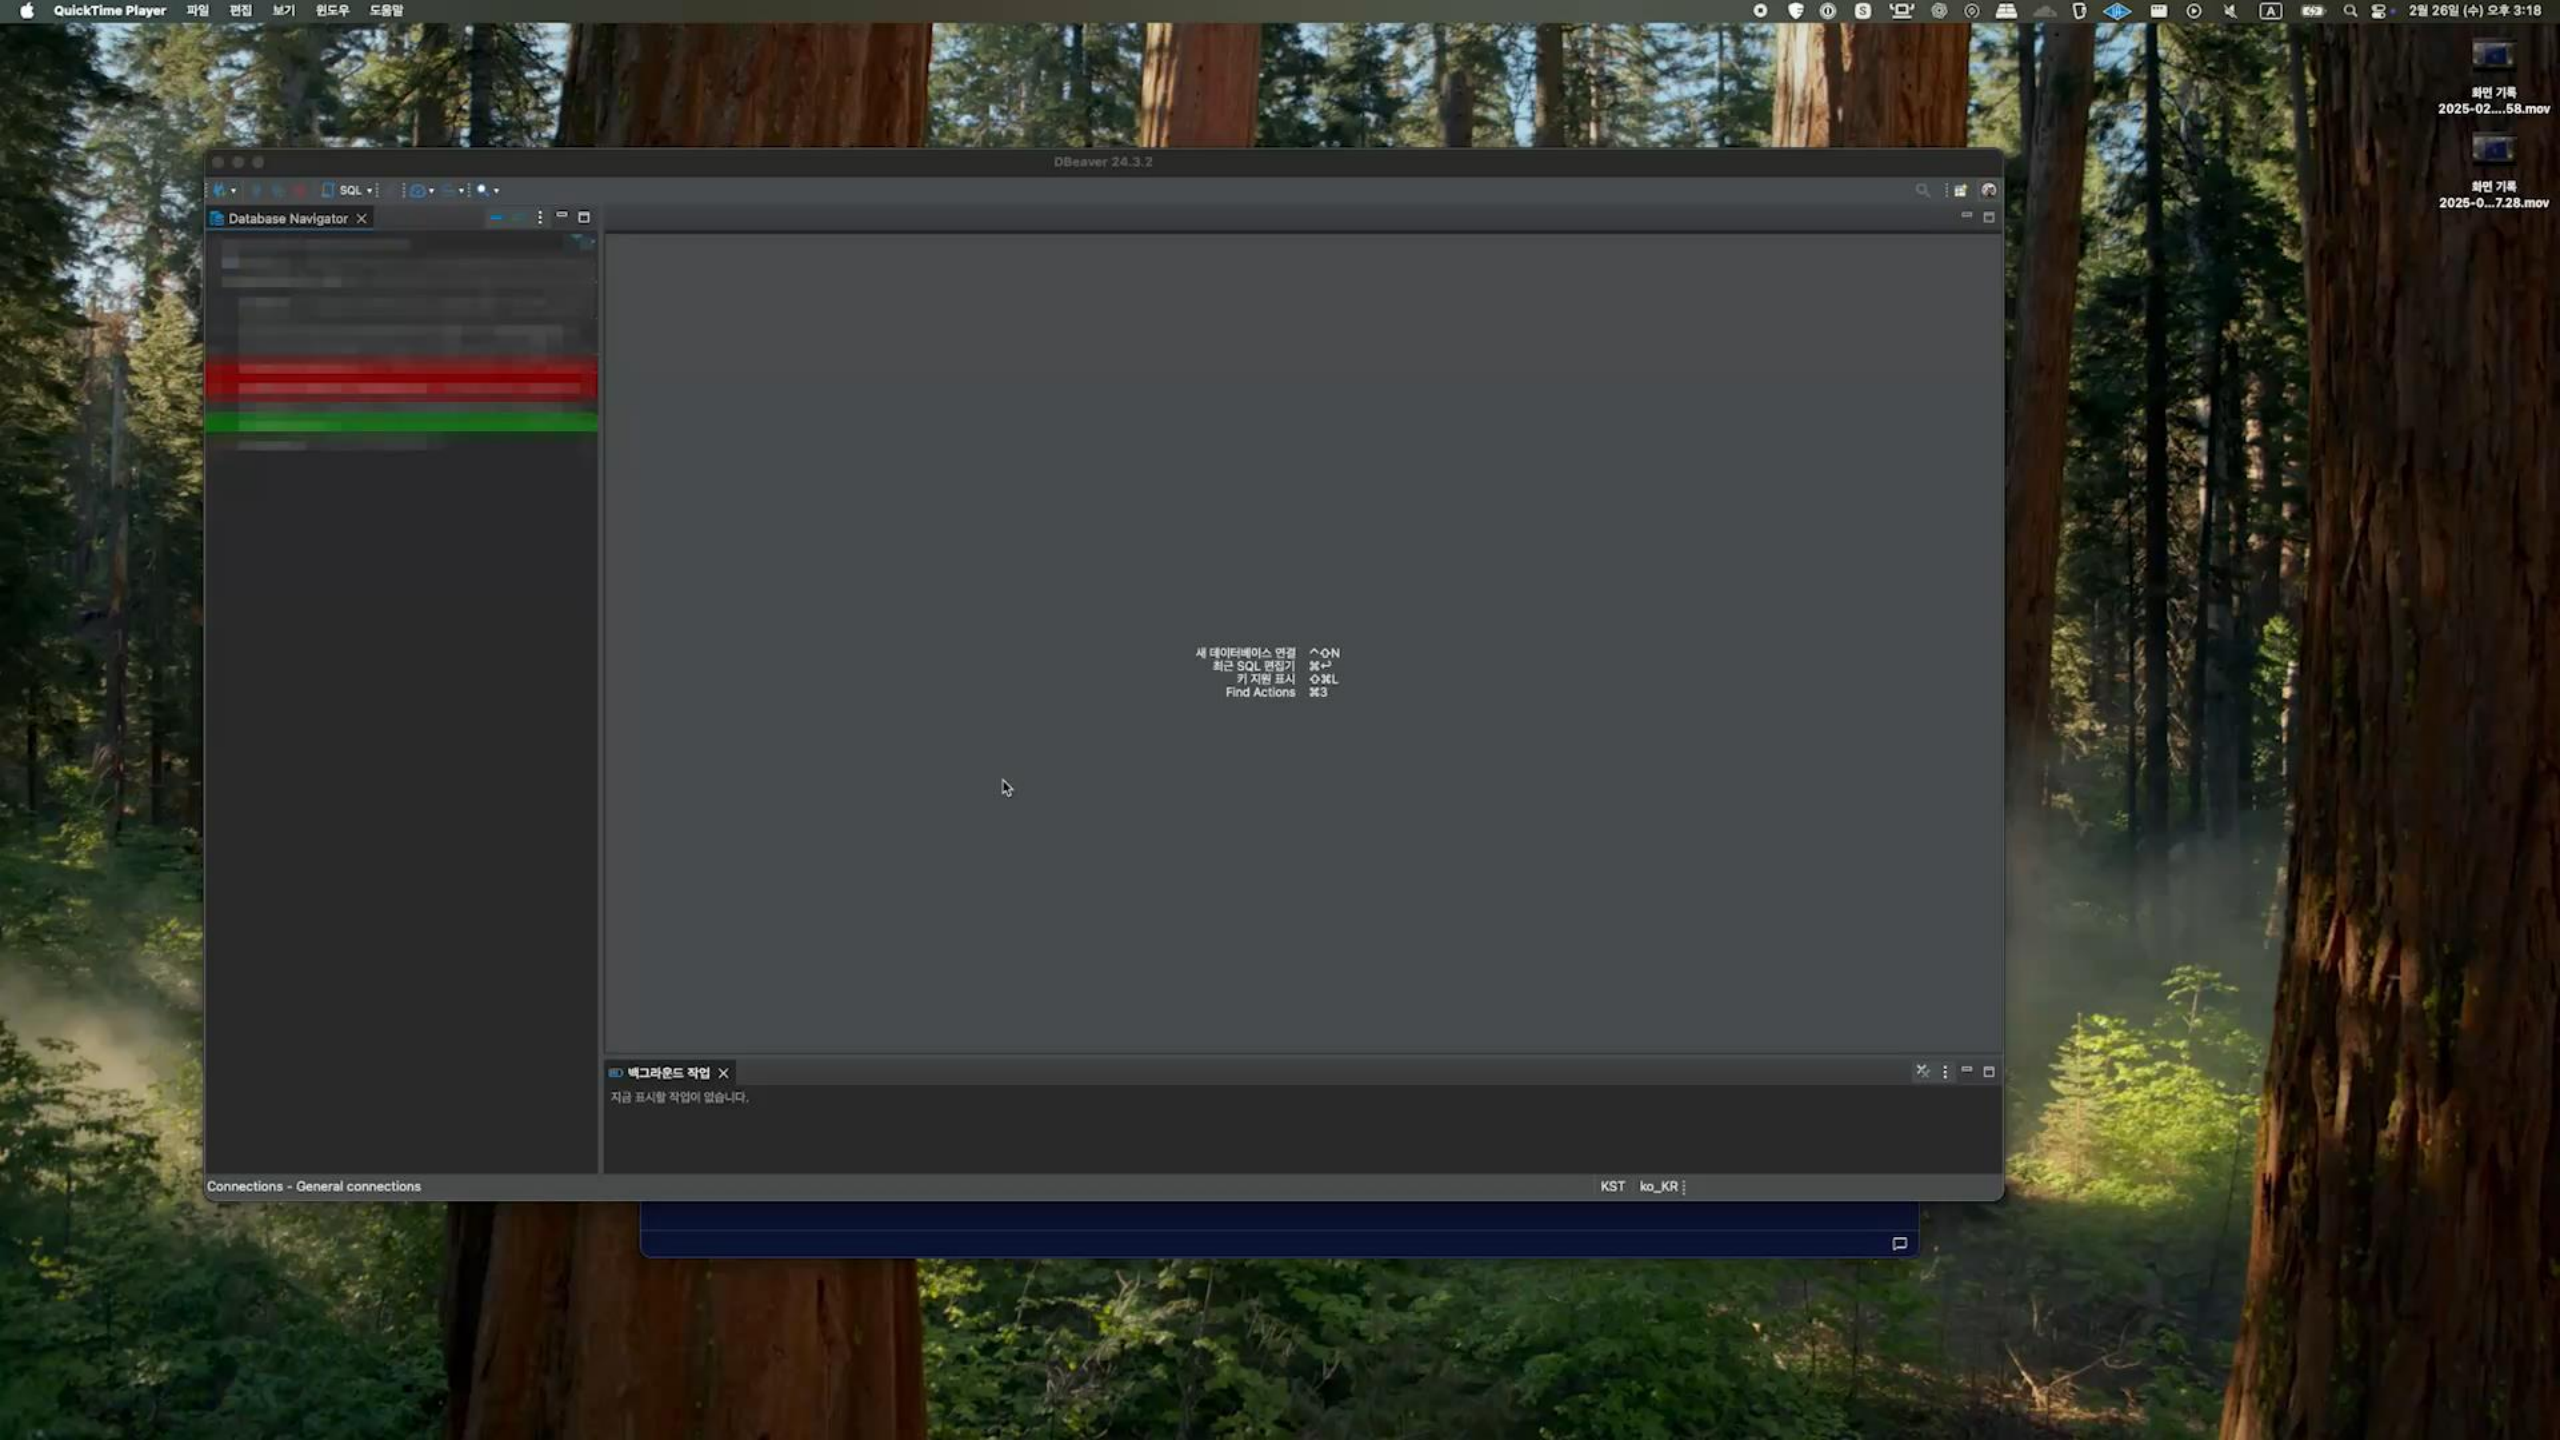 QuickTime Player 파일 편집 보기 윈도우 도움말
2월 26일 (수) 오후 3:18
화면 기록
2025-02....58.mov
화면 기록
2025-0...7.28.mov
DBeaver 24.3.2
SQL
Database Navigator
새 데이터베이스 연결 ^⇧N
최근 SQL 편집기 ⌘↩
키 지원 표시 ⇧⌘L
Find Actions ⌘3
백그라운드 작업
지금 표시할 작업이 없습니다.
Connections - General connections
KST ko_KR